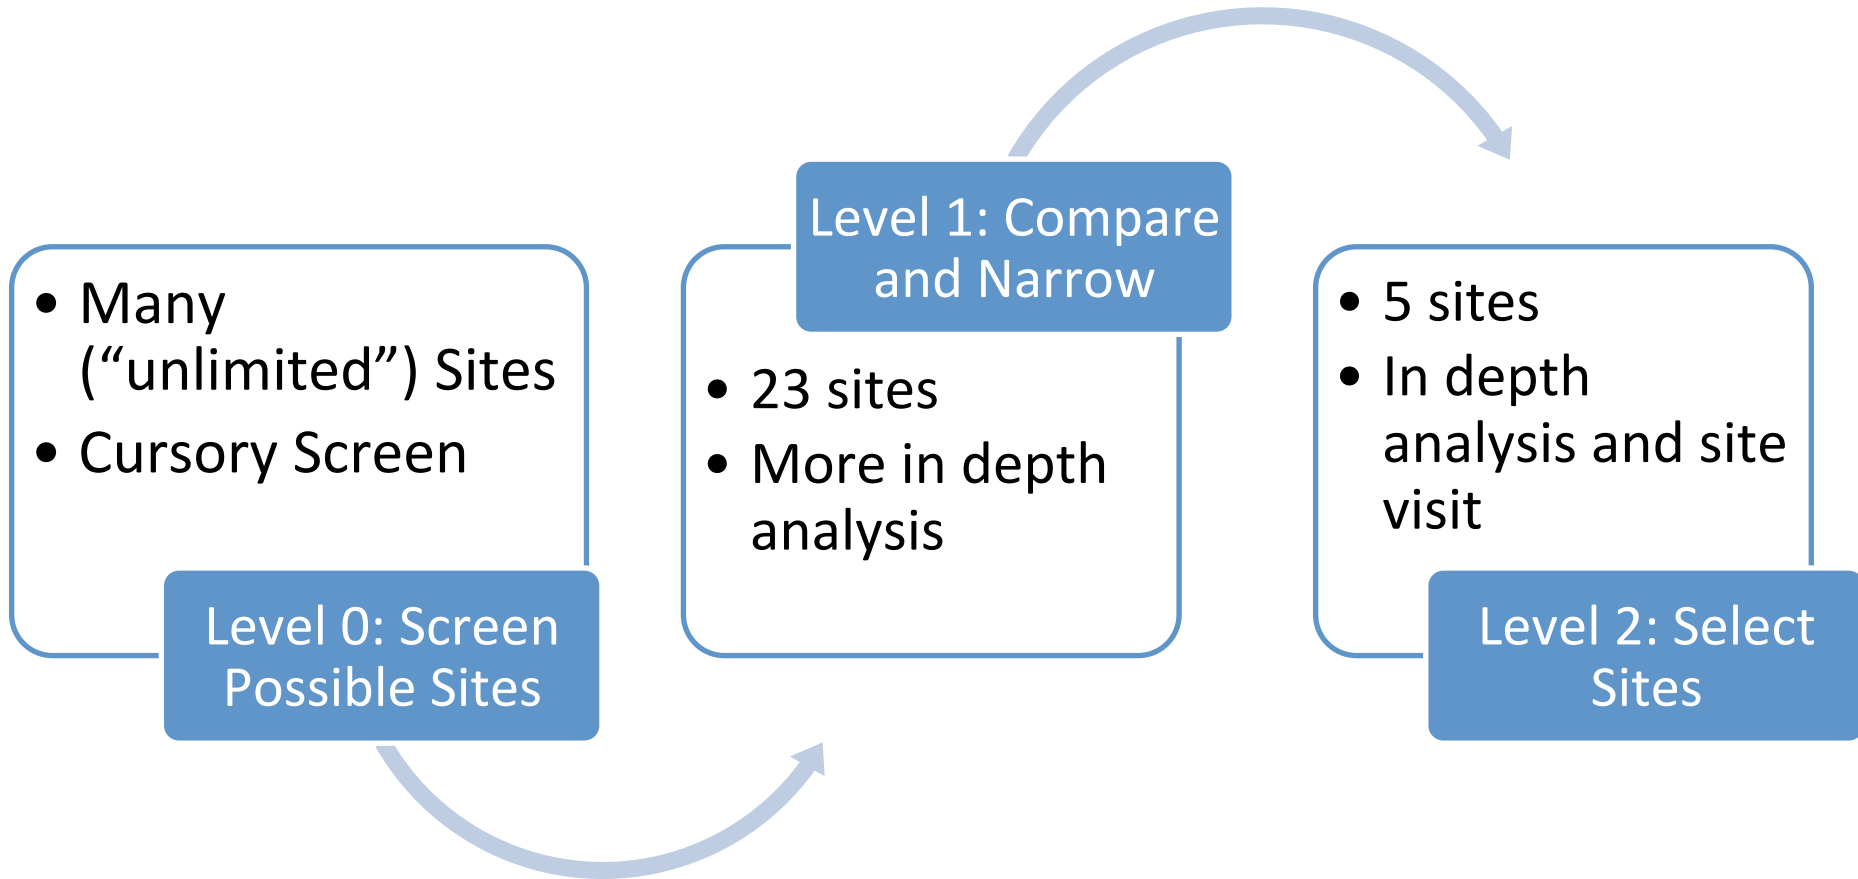 • Many
(“unlimited”) Sites
• Cursory Screen
Level 0: Screen
Possible Sites
Level 1: Compare
and Narrow
• 23 sites
• More in depth
analysis
• 5 sites
• In depth
analysis and site
visit
Level 2: Select
Sites